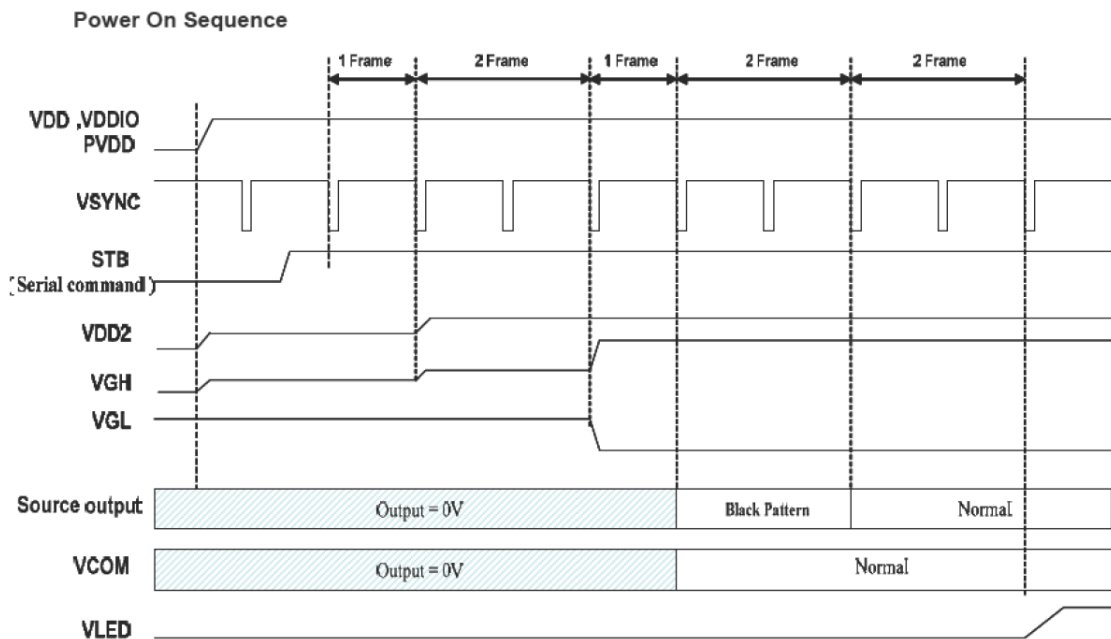 Power On Sequence
1 Frame
2 Frame
1 Frame
2 Frame
2 Frame
VDD ,VDDIO
PVDD
VSYNC
STB
(Serial command)
VDD2
VGH
VGL
Source output
Output = 0V
Black Pattern
Normal
VCOM
Output = 0V
Normal
VLED